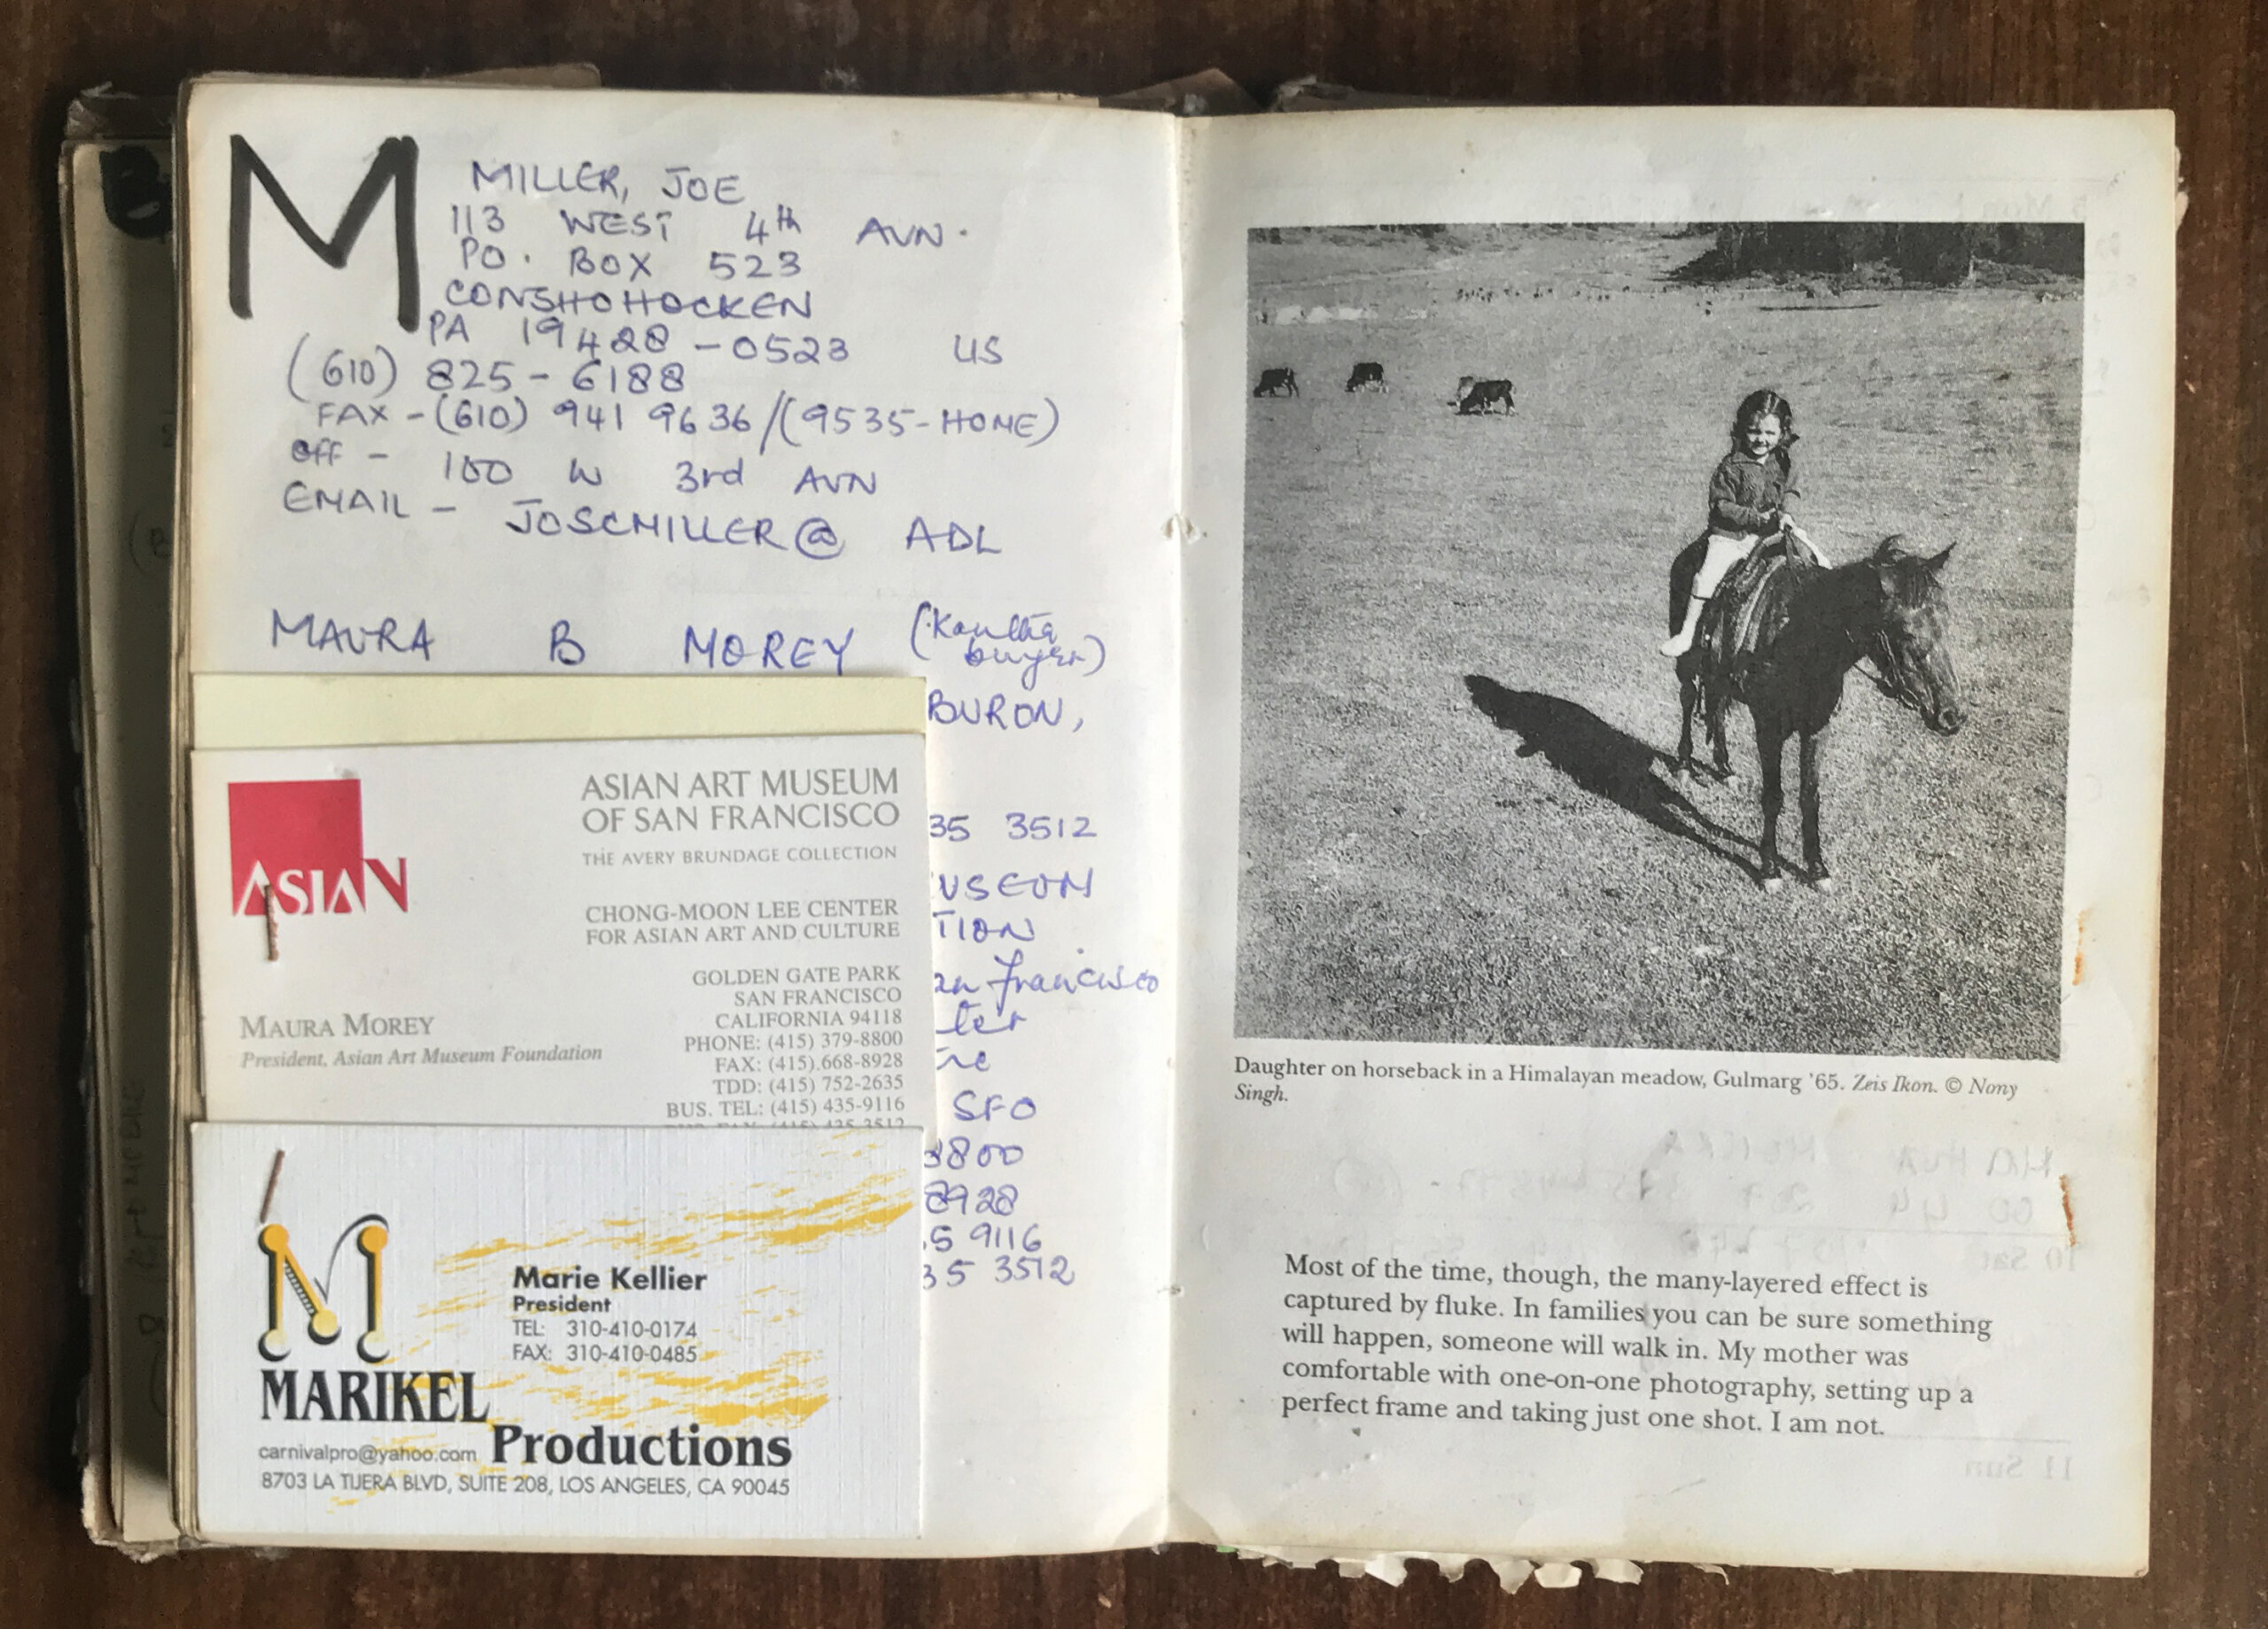 M
MILLER, JOE
113 WEST 4th AVN.
PO. BOX 523
CONSHOHOCKEN
PA 19428-0523 US
(610) 825-6188
FAX-(610) 941 9636/(9535-HOME)
Off - 100 W 3rd AVN
EMAIL - JOSCMILLER@ ADL
MAURA B MOREY (Kantha
buyer)
BURON,
35 3512
USEUM
TION
an Francisco
ter
re
SFO
3800
8928
5 9116
35 3512
ASIAN
ASIAN ART MUSEUM
OF SAN FRANCISCO
THE AVERY BRUNDAGE COLLECTION
CHONG-MOON LEE CENTER
FOR ASIAN ART AND CULTURE
GOLDEN GATE PARK
SAN FRANCISCO
CALIFORNIA 94118
PHONE: (415) 379-8800
FAX: (415).668-8928
TDD: (415) 752-2635
BUS. TEL: (415) 435-9116
MAURA MOREY
President, Asian Art Museum Foundation
M
Marie Kellier
President
TEL: 310-410-0174
FAX: 310-410-0485
MARIKEL
Productions
carnivalpro@yahoo.com
8703 LA TIJERA BLVD, SUITE 208, LOS ANGELES, CA 90045
Daughter on horseback in a Himalayan meadow, Gulmarg '65. Zeis Ikon. © Nony
Singh.
Most of the time, though, the many-layered effect is
captured by fluke. In families you can be sure something
will happen, someone will walk in. My mother was
comfortable with one-on-one photography, setting up a
perfect frame and taking just one shot. I am not.